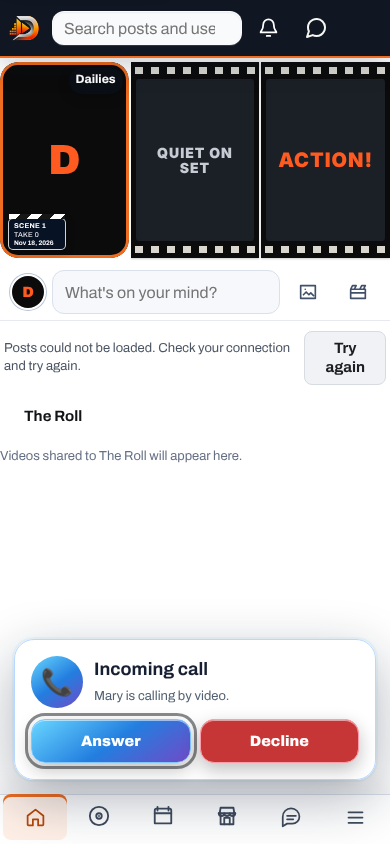 Search posts and use
Dailies
D
SCENE 1
TAKE 0
Nov 18, 2026
QUIET ON
SET
ACTION!
D
What's on your mind?
Posts could not be loaded. Check your connection
and try again.
Try
again
The Roll
Videos shared to The Roll will appear here.
Incoming call
Mary is calling by video.
Answer
Decline